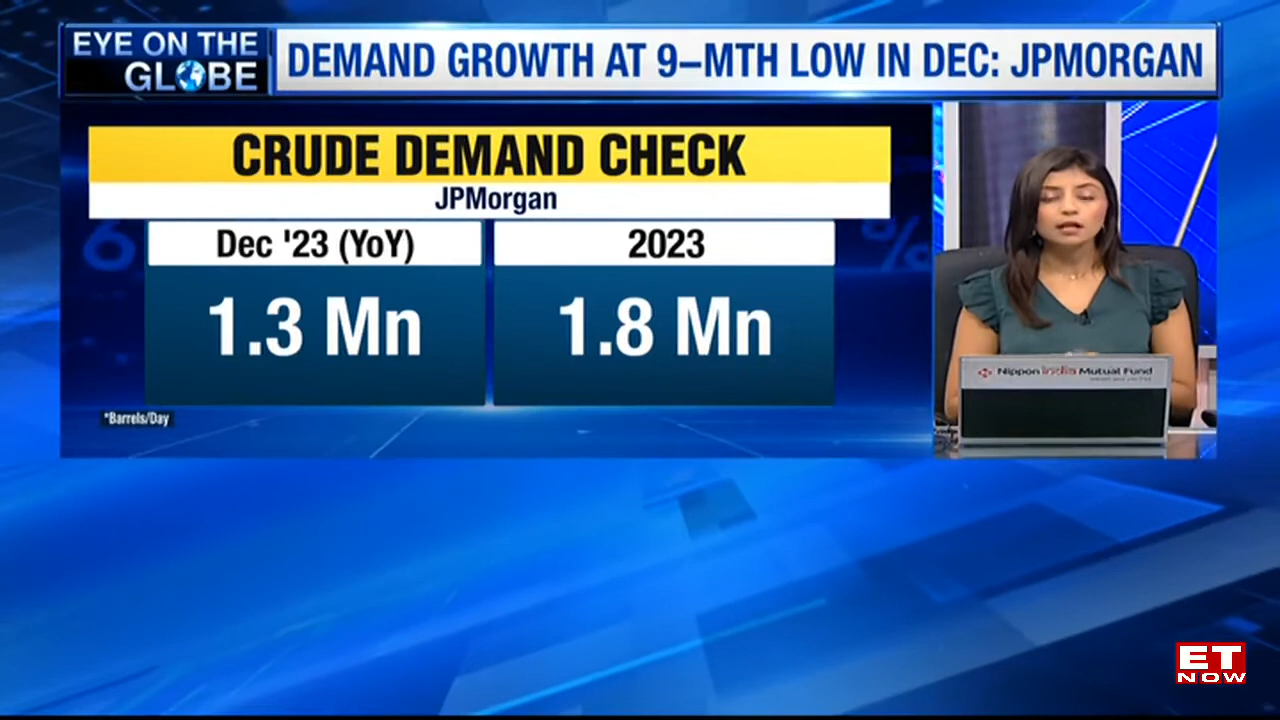 EYE ON THE
GLOBE
DEMAND GROWTH AT 9–MTH LOW IN DEC: JPMORGAN
CRUDE DEMAND CHECK
JPMorgan
Dec '23 (YoY)
2023
1.3 Mn
1.8 Mn
*Barrels/Day
Nippon india Mutual Fund
ET
NOW